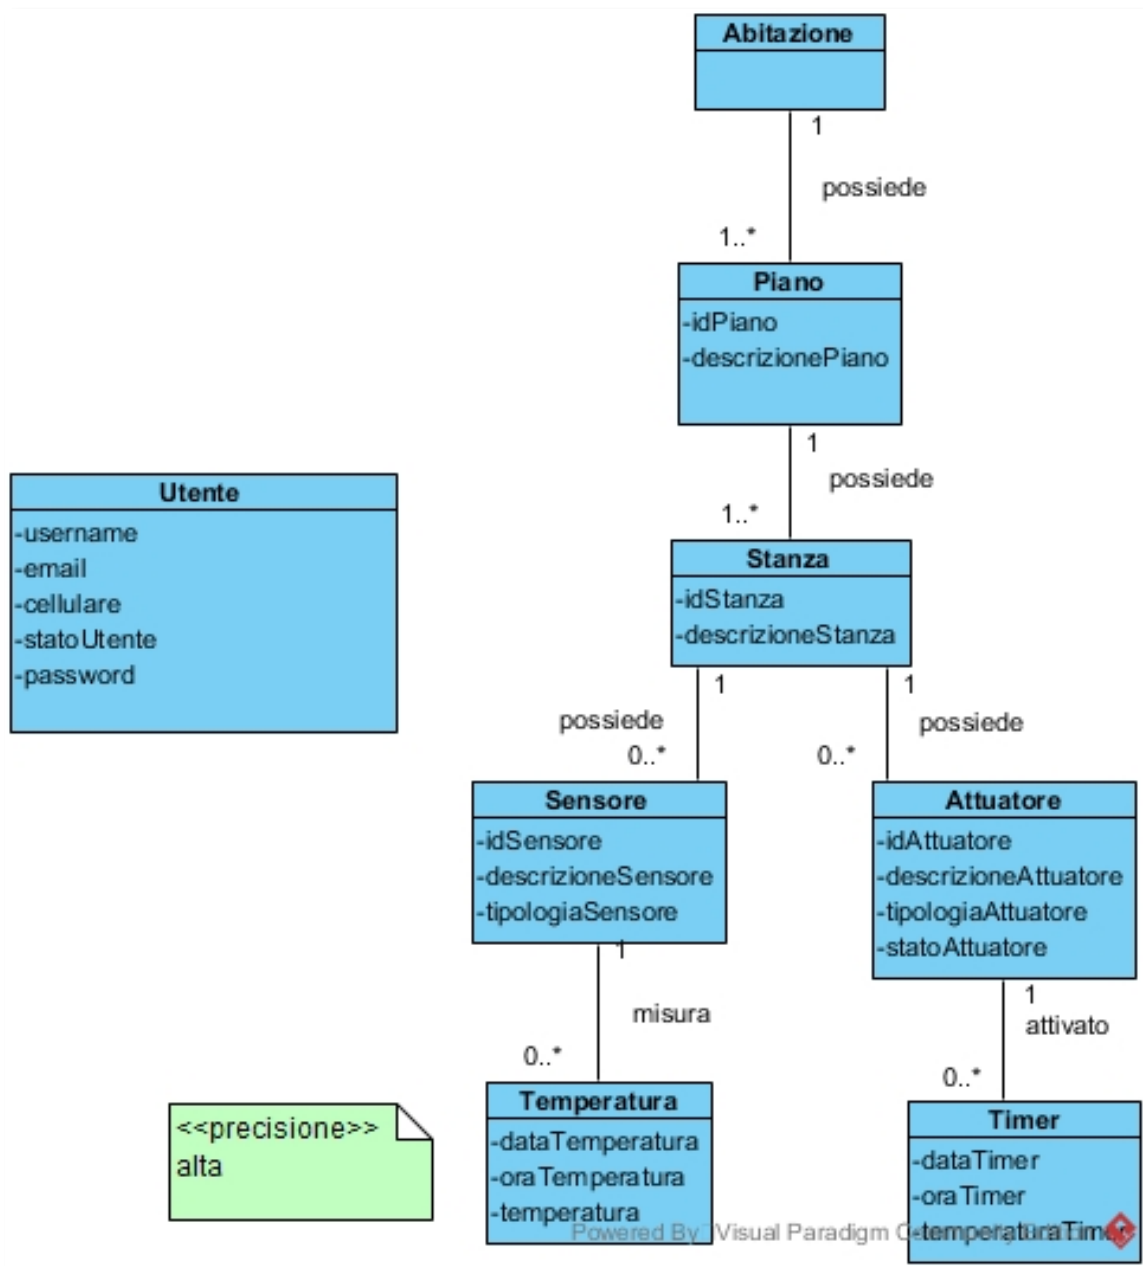 Abitazione
1
possiede
1..*
Piano
-idPiano
-descrizionePiano
1
possiede
1..*
Stanza
-idStanza
-descrizioneStanza
1
1
possiede
possiede
0..*
0..*
Utente
-username
-email
-cellulare
-statoUtente
-password
Sensore
-idSensore
-descrizioneSensore
-tipologiaSensore
1
misura
0..*
Attuatore
-idAttuatore
-descrizioneAttuatore
-tipologiaAttuatore
-statoAttuatore
1
attivato
0..*
<<precisione>>
alta
Temperatura
-dataTemperatura
-oraTemperatura
-temperatura
Timer
-dataTimer
-oraTimer
-temperaturaTimer
Powered By Visual Paradigm